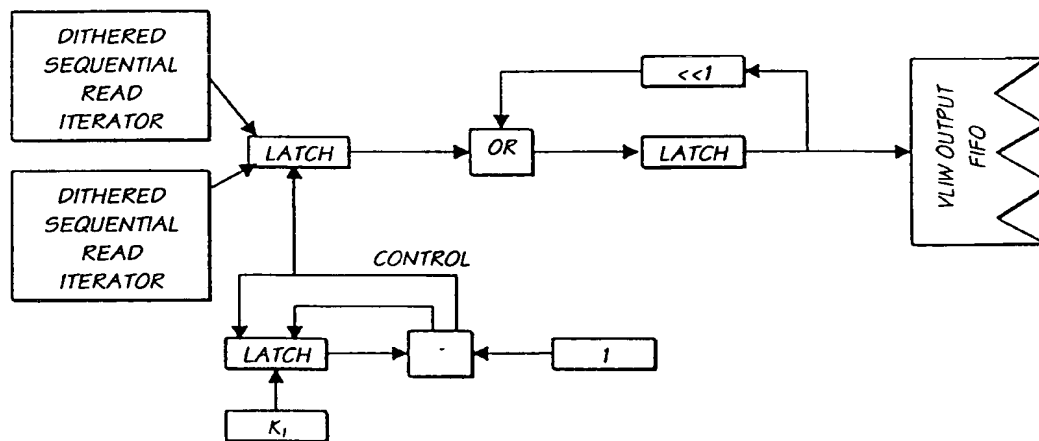 DITHERED
SEQUENTIAL
READ
ITERATOR
<<1
LATCH
OR
LATCH
VLIW OUTPUT
FIFO
DITHERED
SEQUENTIAL
READ
ITERATOR
CONTROL
LATCH
-
1
K₁